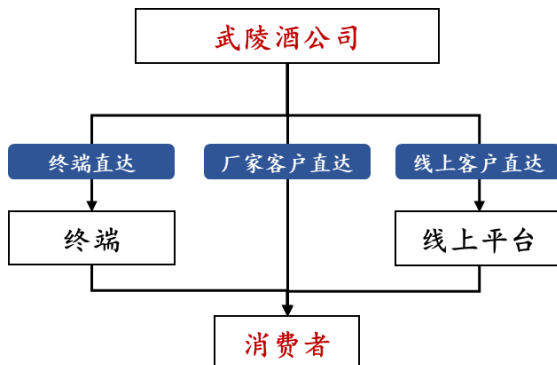 武陵酒公司
终端直达
厂家客户直达
线上客户直达
终端
线上平台
消费者